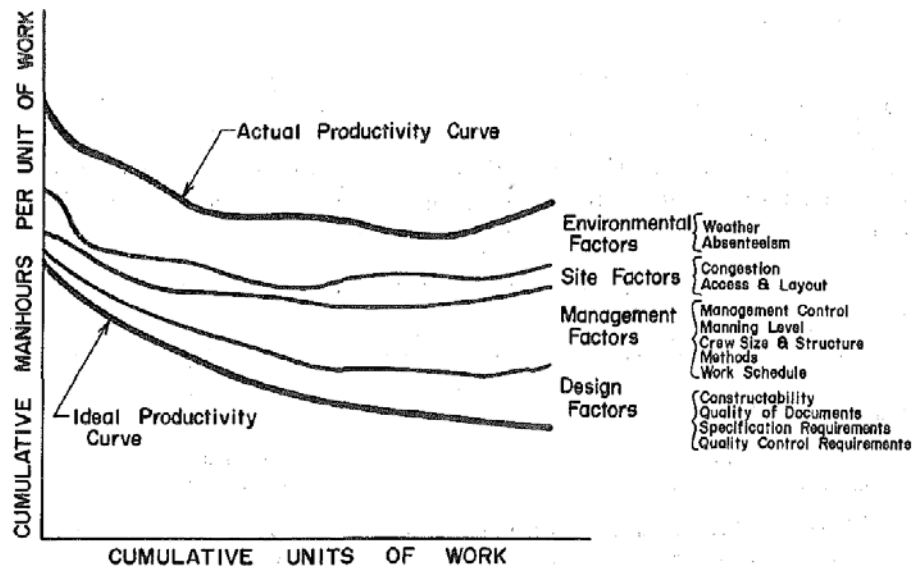 CUMULATIVE MANHOURS PER UNIT OF WORK
Actual Productivity Curve
Ideal Productivity
Curve
Environmental
Factors
Weather
Absenteeism
Site Factors
Congestion
Access & Layout
Management
Factors
Management Control
Manning Level
Crew Size & Structure
Methods
Work Schedule
Design
Factors
Constructability
Quality of Documents
Specification Requirements
Quality Control Requirements
CUMULATIVE UNITS OF WORK